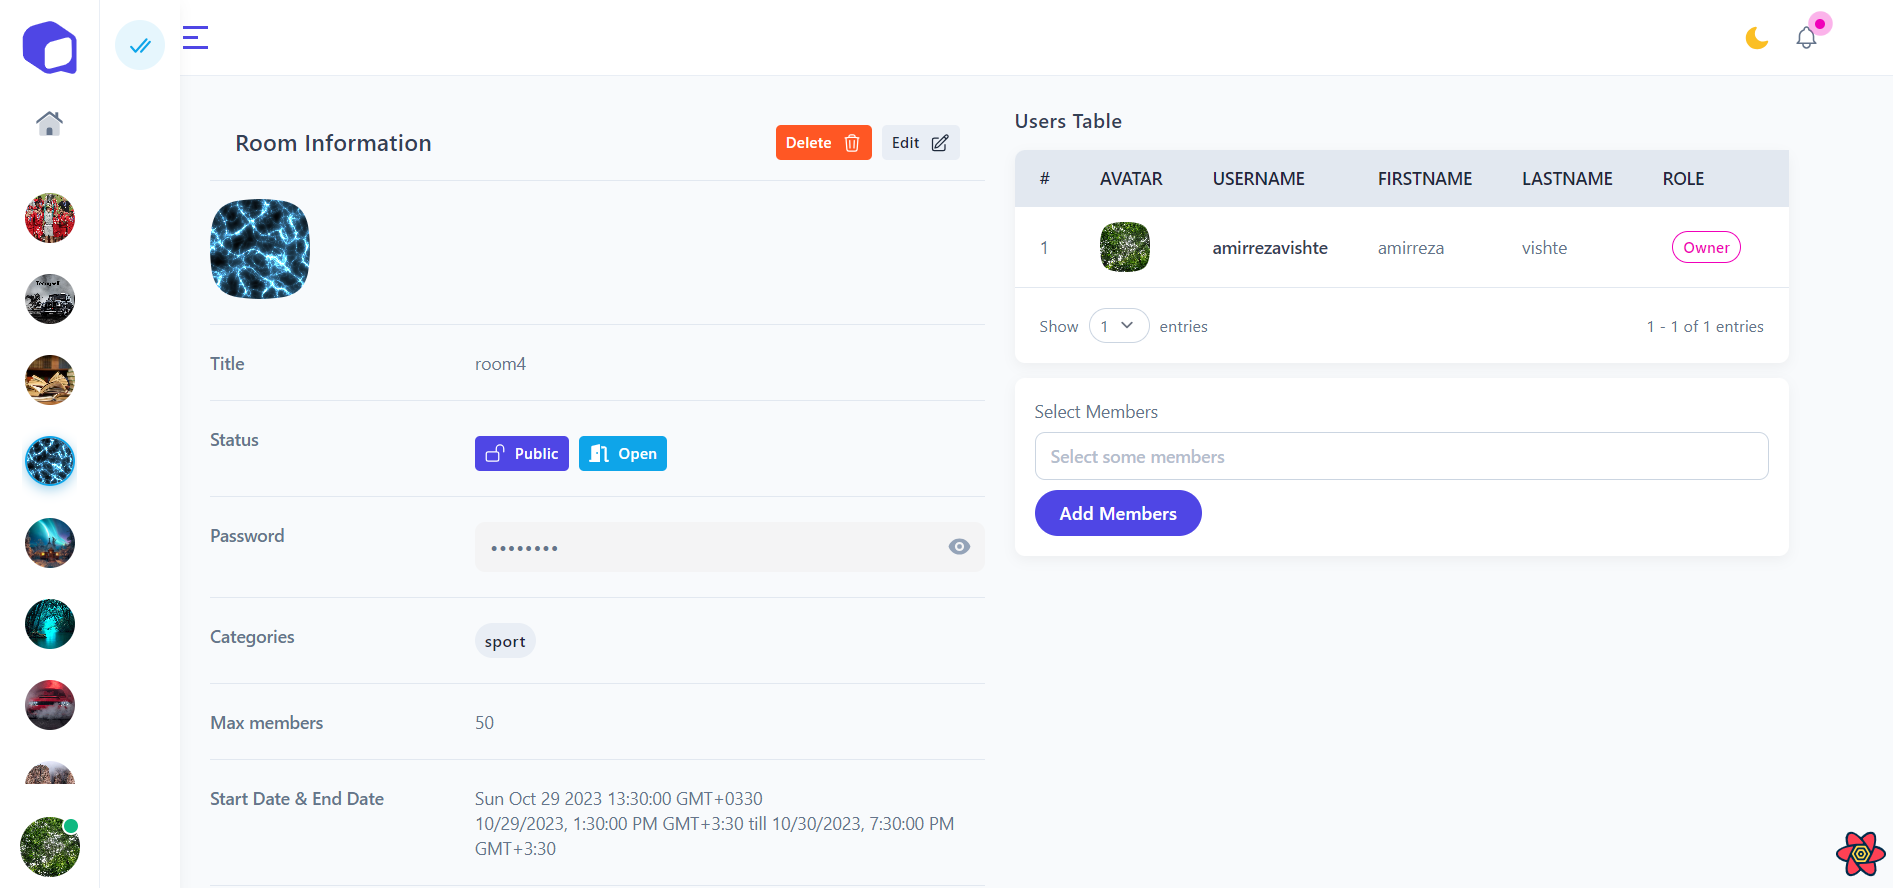 Room Information
Delete
Edit
Title
room4
Status
Public
Open
Password
••••••••
Categories
sport
Max members
50
Start Date & End Date
Sun Oct 29 2023 13:30:00 GMT+0330
10/29/2023, 1:30:00 PM GMT+3:30 till 10/30/2023, 7:30:00 PM
GMT+3:30
Users Table
# AVATAR USERNAME FIRSTNAME LASTNAME ROLE
1 amirrezavishte amirreza vishte Owner
Show 1 entries
1 - 1 of 1 entries
Select Members
Select some members
Add Members